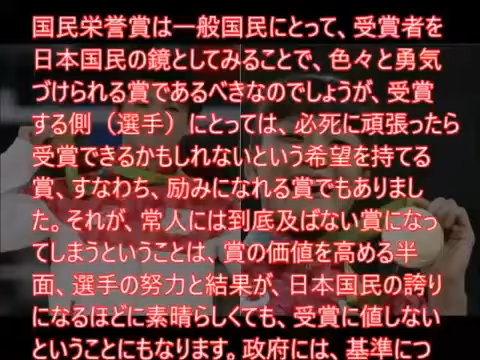 国民栄誉賞は一般国民にとって、受賞者を
日本国民の鏡としてみることで、色々と勇気
づけられる賞であるべきなのでしょうが、受賞
する側（選手）にとっては、必死に頑張ったら
受賞できるかもしれないという希望を持てる
賞、すなわち、励みになれる賞でもありまし
た。それが、常人には到底及ばない賞になっ
てしまうということは、賞の価値を高める半
面、選手の努力と結果が、日本国民の誇り
になるほどに素晴らしくても、受賞に値しない
ということにもなります。政府には、基準につ